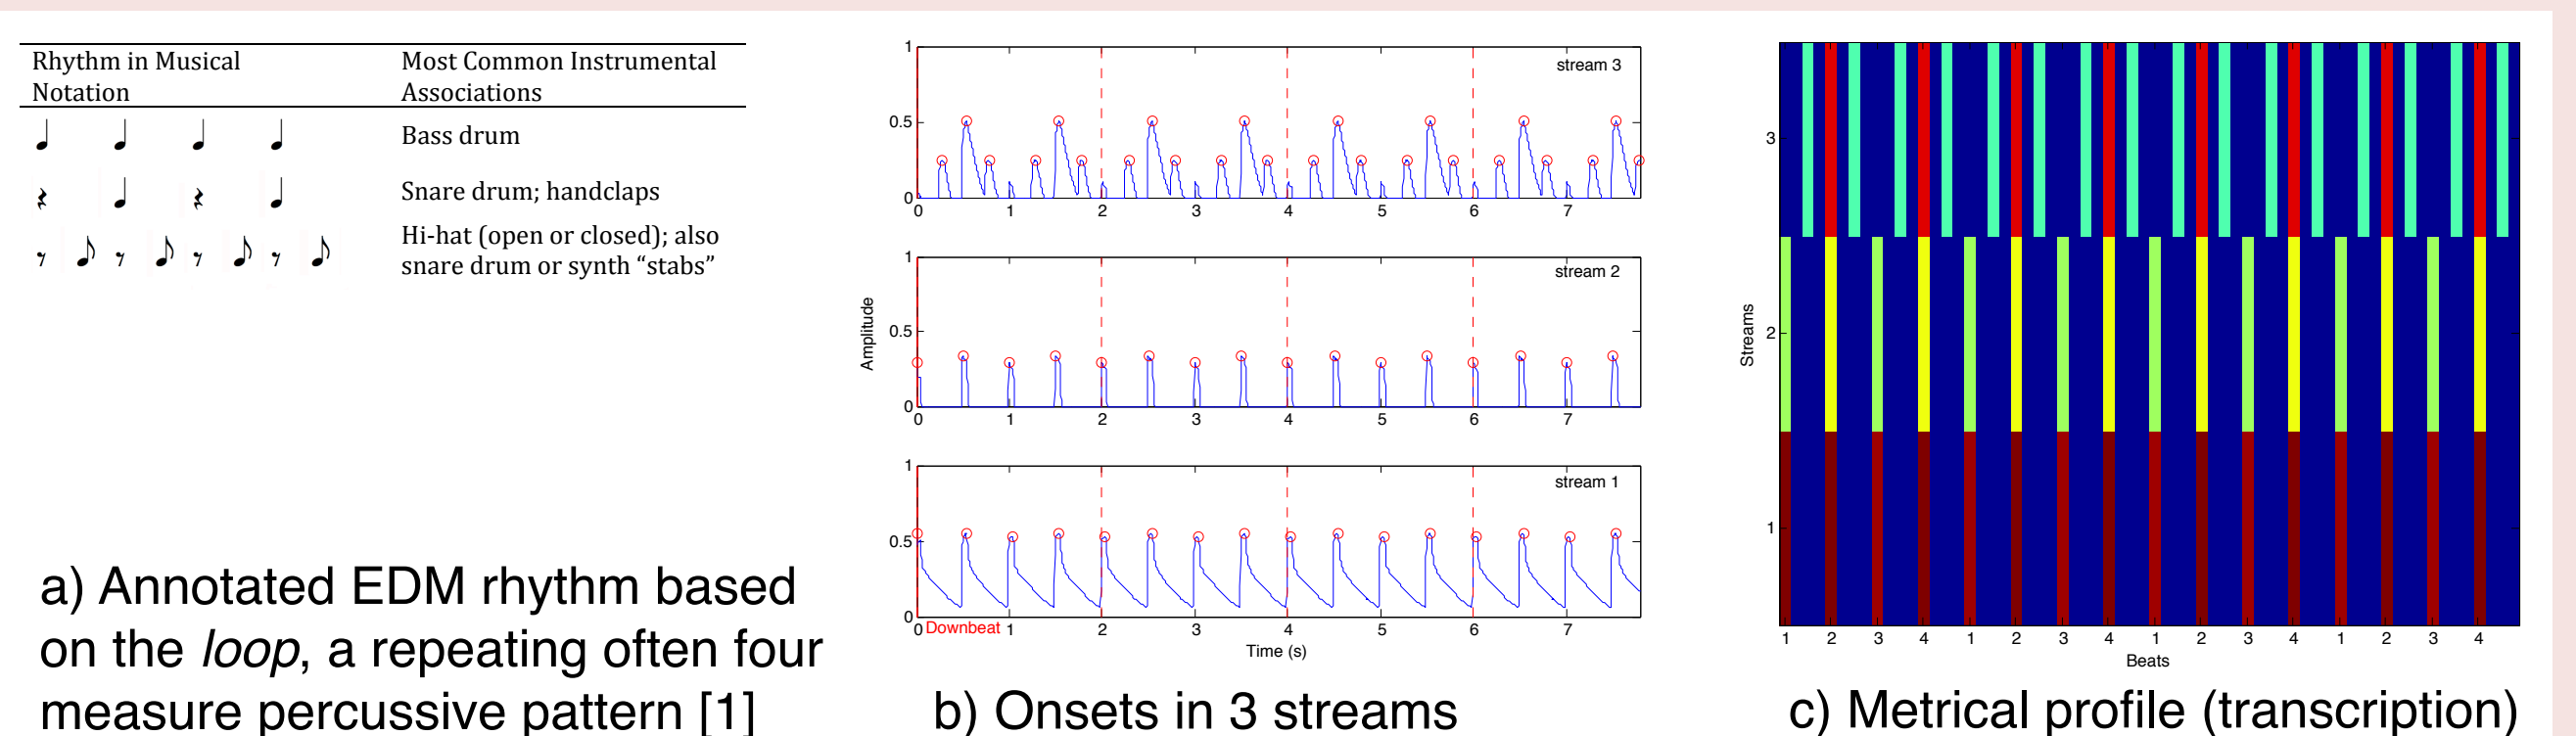 Rhythm in Musical
Notation
Most Common Instrumental
Associations
Bass drum
Snare drum; handclaps
Hi-hat (open or closed); also
snare drum or synth “stabs”
a) Annotated EDM rhythm based
on the loop, a repeating often four
measure percussive pattern [1]
1
stream 3
0.5
0
0 1 2 3 4 5 6 7
1
stream 2
Amplitude
0.5
0
0 1 2 3 4 5 6 7
1
stream 1
0.5
0
0 Downbeat 1 2 3 4 5 6 7
Time (s)
b) Onsets in 3 streams
3
Streams
2
1
1 2 3 4 1 2 3 4 1 2 3 4 1 2 3 4
Beats
c) Metrical profile (transcription)